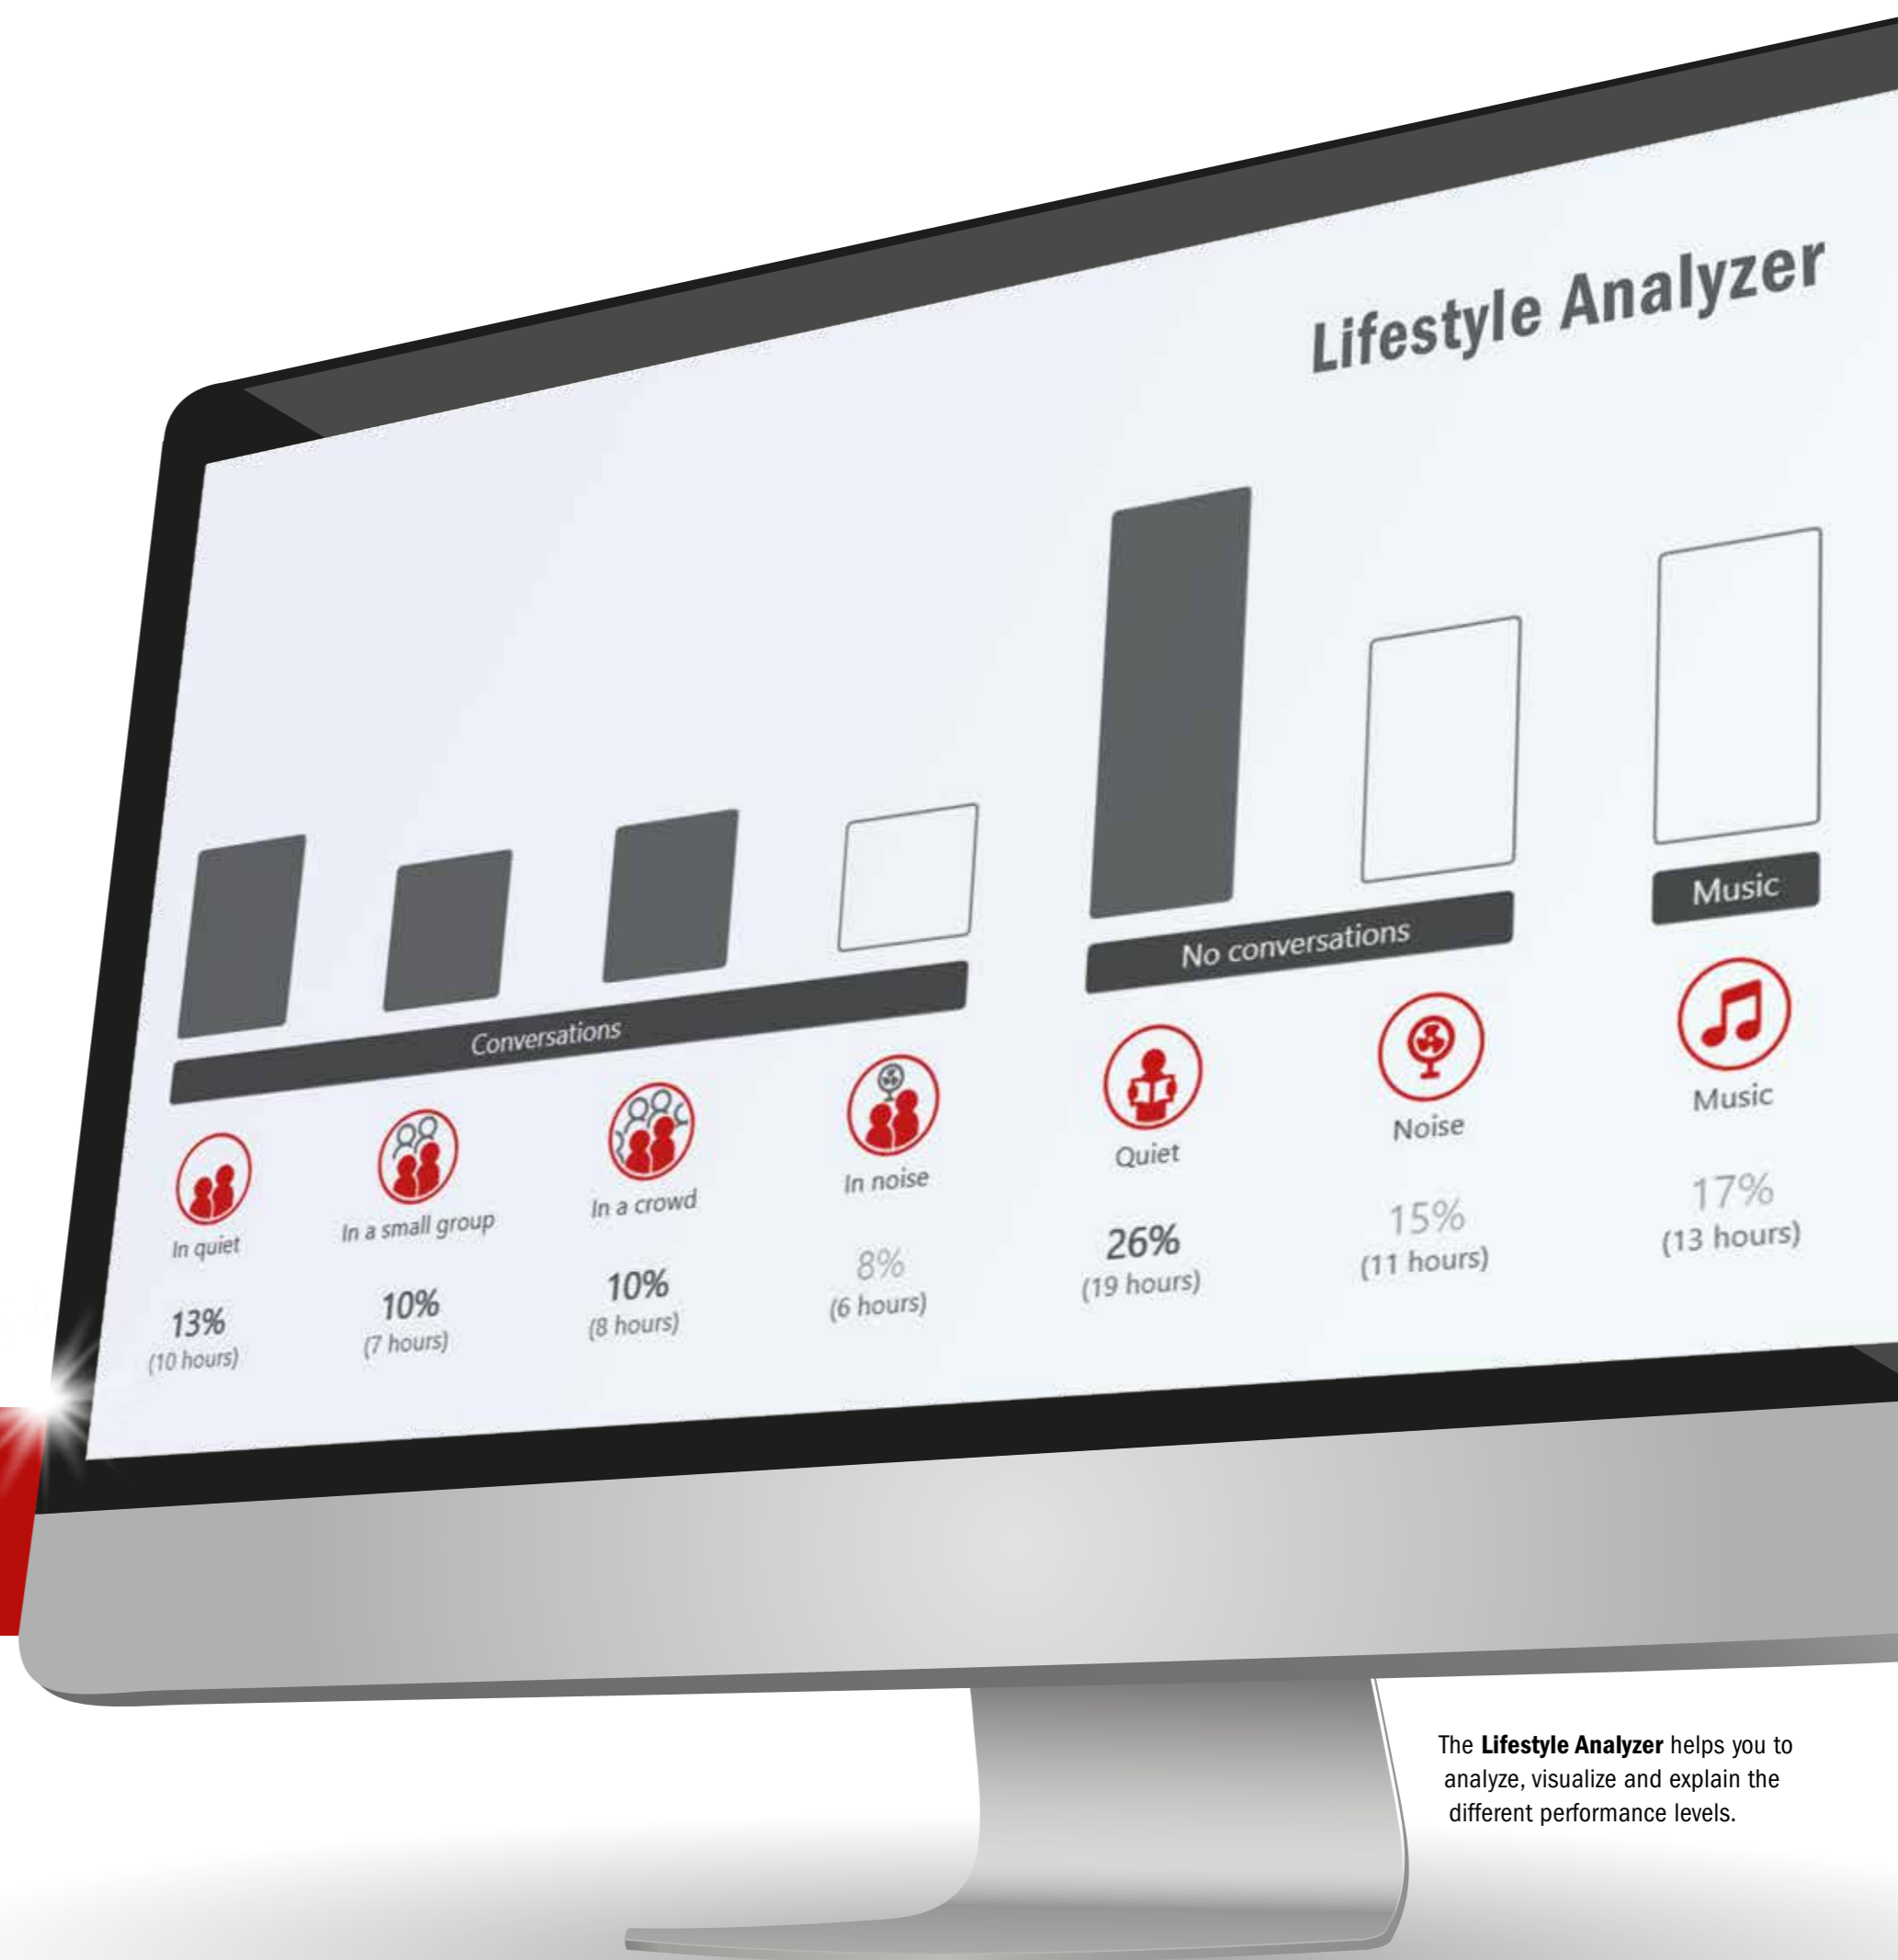 Lifestyle Analyzer
Conversations
No conversations
Music
In quiet
In a small group
In a crowd
In noise
Quiet
Noise
Music
13%
(10 hours)
10%
(7 hours)
10%
(8 hours)
8%
(6 hours)
26%
(19 hours)
15%
(11 hours)
17%
(13 hours)
The Lifestyle Analyzer helps you to
analyze, visualize and explain the
different performance levels.